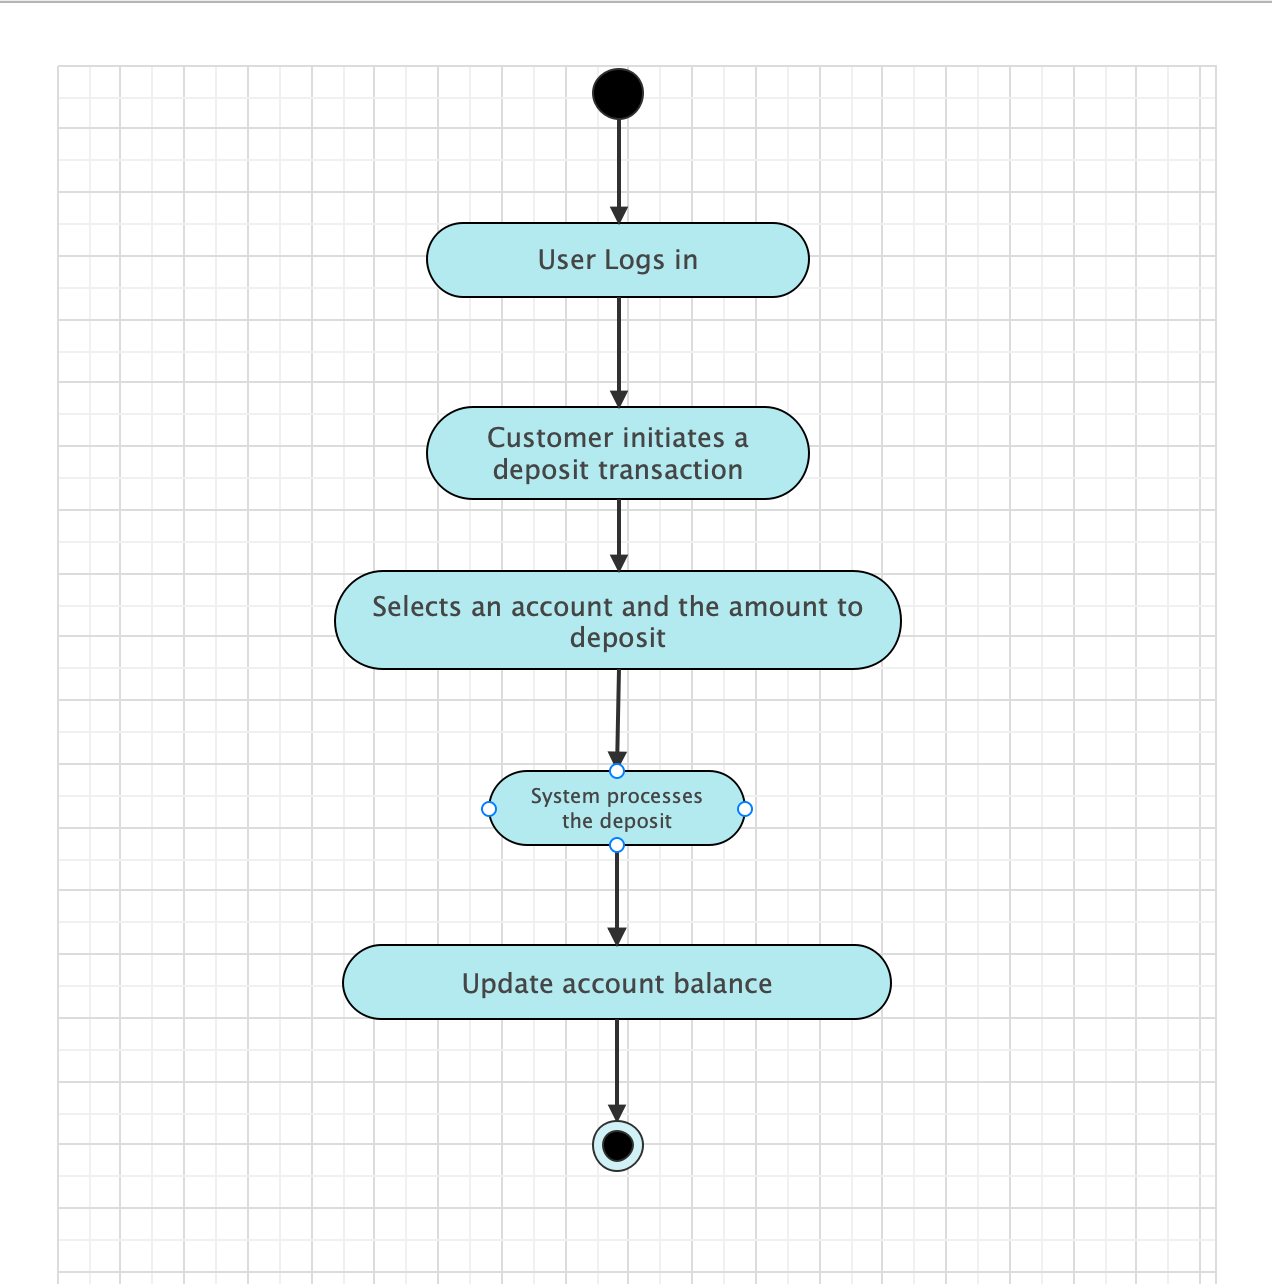 User Logs in
Customer initiates a
deposit transaction
Selects an account and the amount to
deposit
System processes
the deposit
Update account balance